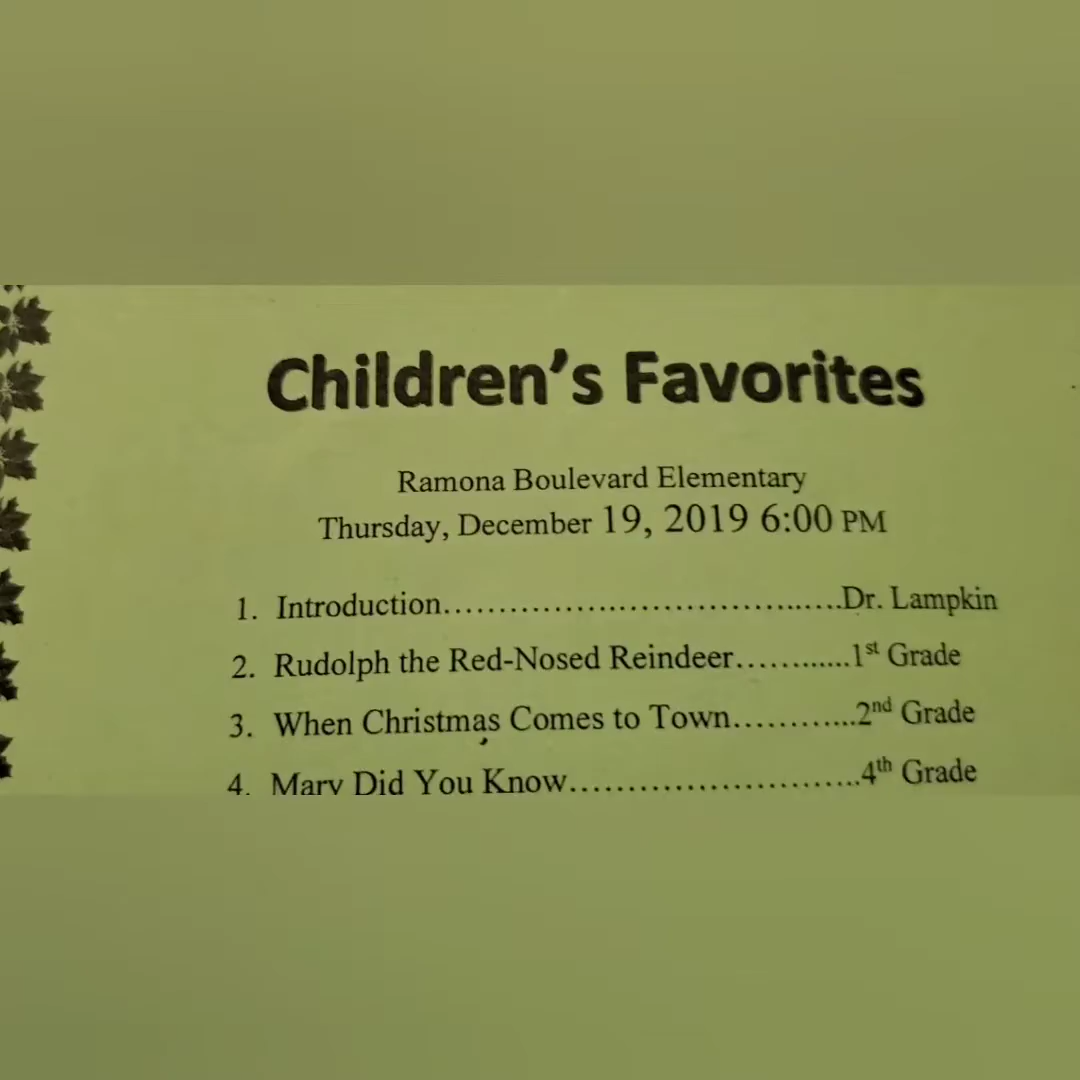 Children's Favorites
Ramona Boulevard Elementary
Thursday, December 19, 2019 6:00 PM
1. Introduction.......................................Dr. Lampkin
2. Rudolph the Red-Nosed Reindeer............1st Grade
3. When Christmas Comes to Town............2nd Grade
4. Mary Did You Know..........................4th Grade